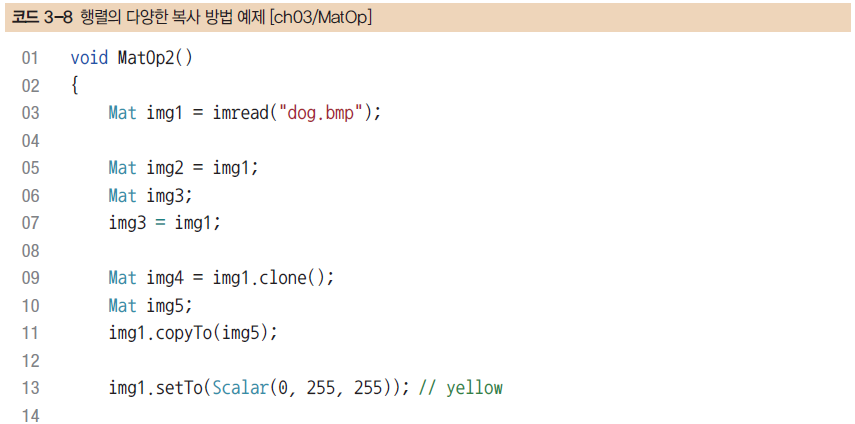 코드 3-8 행렬의 다양한 복사 방법 예제 [ch03/MatOp]
01 void MatOp2()
02 {
03 Mat img1 = imread("dog.bmp");
04
05 Mat img2 = img1;
06 Mat img3;
07 img3 = img1;
08
09 Mat img4 = img1.clone();
10 Mat img5;
11 img1.copyTo(img5);
12
13 img1.setTo(Scalar(0, 255, 255)); // yellow
14